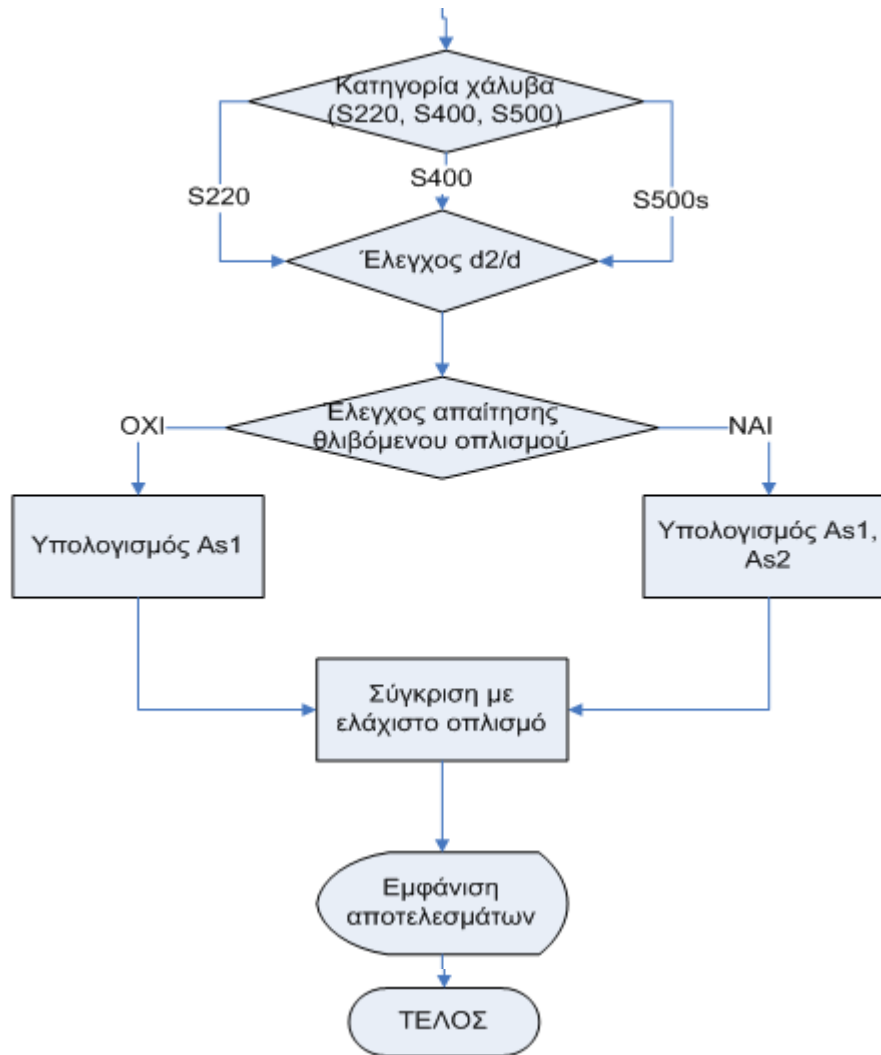 Κατηγορία χάλυβα
(S220, S400, S500)
S220
S400
S500s
Έλεγχος d2/d
Έλεγχος απαίτησης
θλιβόμενου οπλισμού
ΟΧΙ
ΝΑΙ
Υπολογισμός As1
Υπολογισμός As1,
As2
Σύγκριση με
ελάχιστο οπλισμό
Εμφάνιση
αποτελεσμάτων
ΤΕΛΟΣ